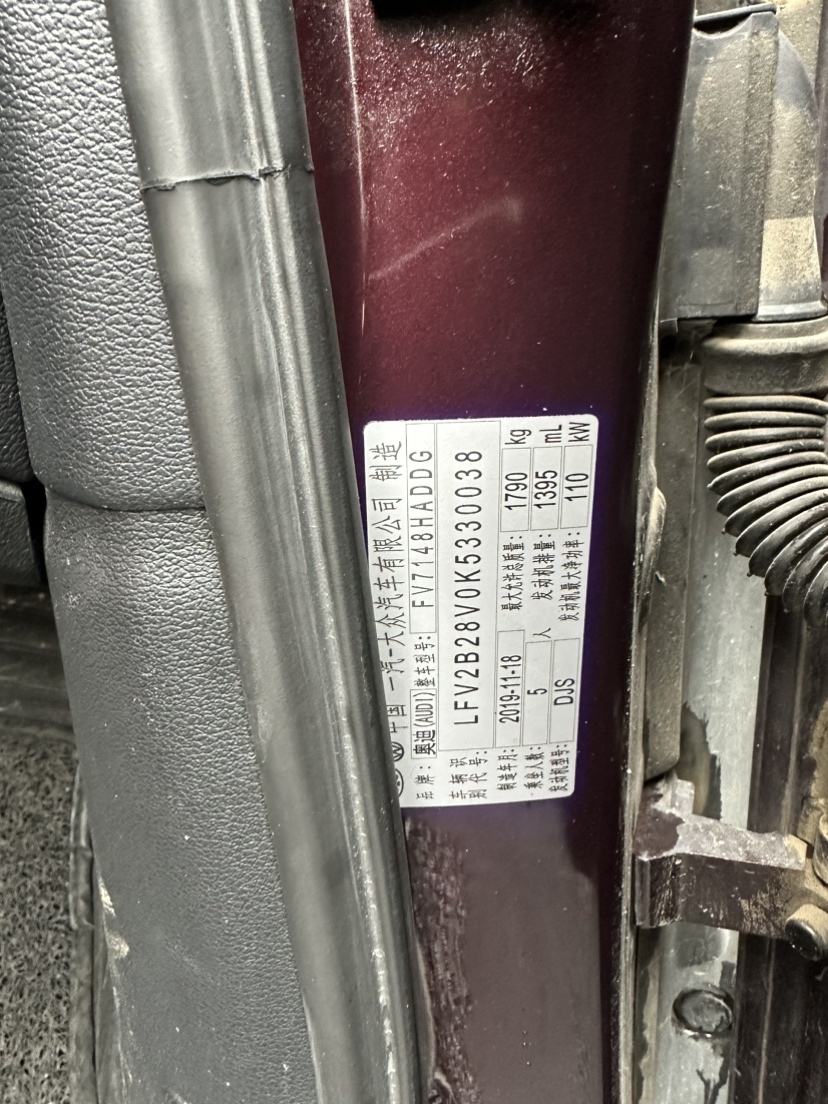 中国 一汽-大众汽车有限公司 制造
品牌： 奥迪(AUDI) 整车型号： FV7148HADDG
车辆识别代号： LFV2B28V0K5330038
制造年月： 2019-11-18 最大允许总质量： 1790 kg
乘坐人数： 5 人 发动机排量： 1395 mL
发动机型号： DJS 发动机最大净功率： 110 kW